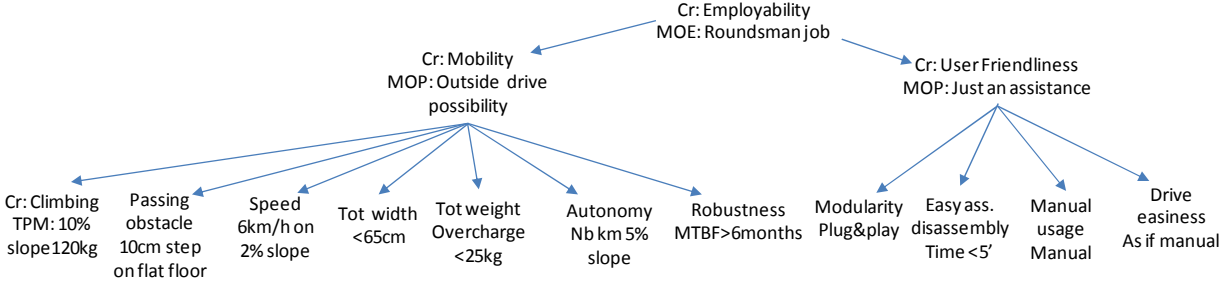 Cr: Employability
MOE: Roundsman job
Cr: Mobility
MOP: Outside drive
possibility
Cr: User Friendliness
MOP: Just an assistance
Cr: Climbing
TPM: 10%
slope120kg
Passing
obstacle
10cm step
on flat floor
Speed
6km/h on
2% slope
Tot width
<65cm
Tot weight
Overcharge
<25kg
Autonomy
Nb km 5%
slope
Robustness
MTBF>6months
Modularity
Plug&play
Easy ass.
disassembly
Time <5'
Manual
usage
Manual
Drive
easiness
As if manual